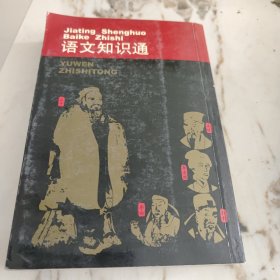 Jiating Shenghuo
Baike Zhishi
语文知识通
YUWEN
ZHISHITONG